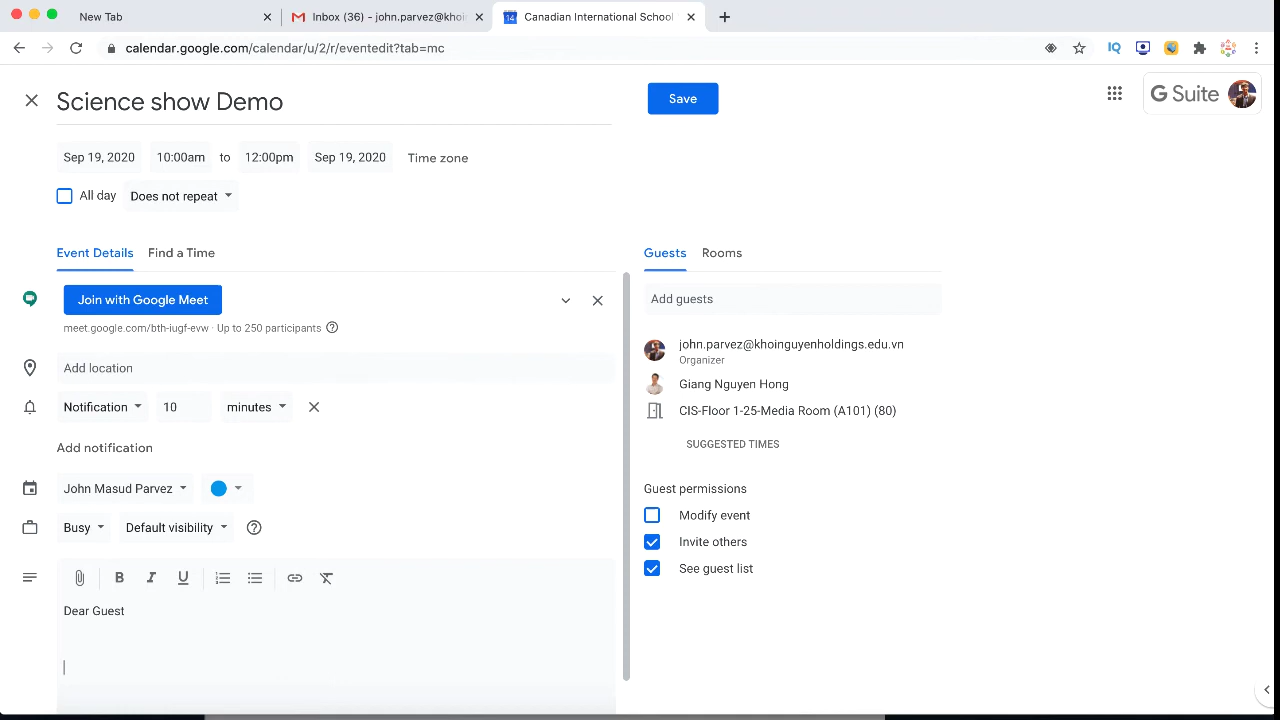 New Tab
Inbox (36) - john.parvez@khoi
Canadian International School
calendar.google.com/calendar/u/2/r/eventedit?tab=mc
IQ
Science show Demo
Save
G Suite
Sep 19, 2020 10:00am to 12:00pm Sep 19, 2020 Time zone
All day Does not repeat
Event Details Find a Time
Guests Rooms
Join with Google Meet
meet.google.com/bth-iugf-evw · Up to 250 participants
Add guests
john.parvez@khoinguyenholdings.edu.vn
Organizer
Add location
Giang Nguyen Hong
Notification 10 minutes
CIS-Floor 1-25-Media Room (A101) (80)
SUGGESTED TIMES
Add notification
John Masud Parvez
Guest permissions
Busy Default visibility
Modify event
Invite others
See guest list
B I U
Dear Guest